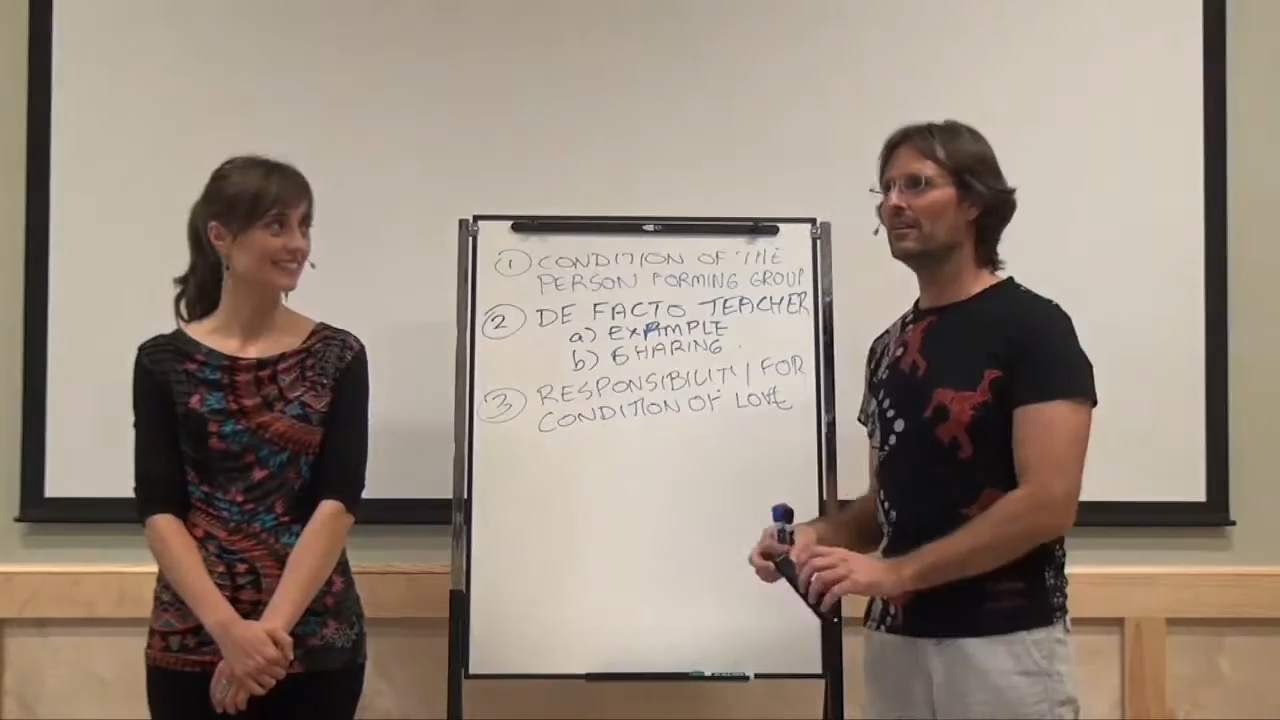 ① CONDITION OF THE
PERSON FORMING GROUP
② DE FACTO TEACHER
a) EXAMPLE
b) SHARING
③ RESPONSIBILITY FOR
CONDITION OF LOVE